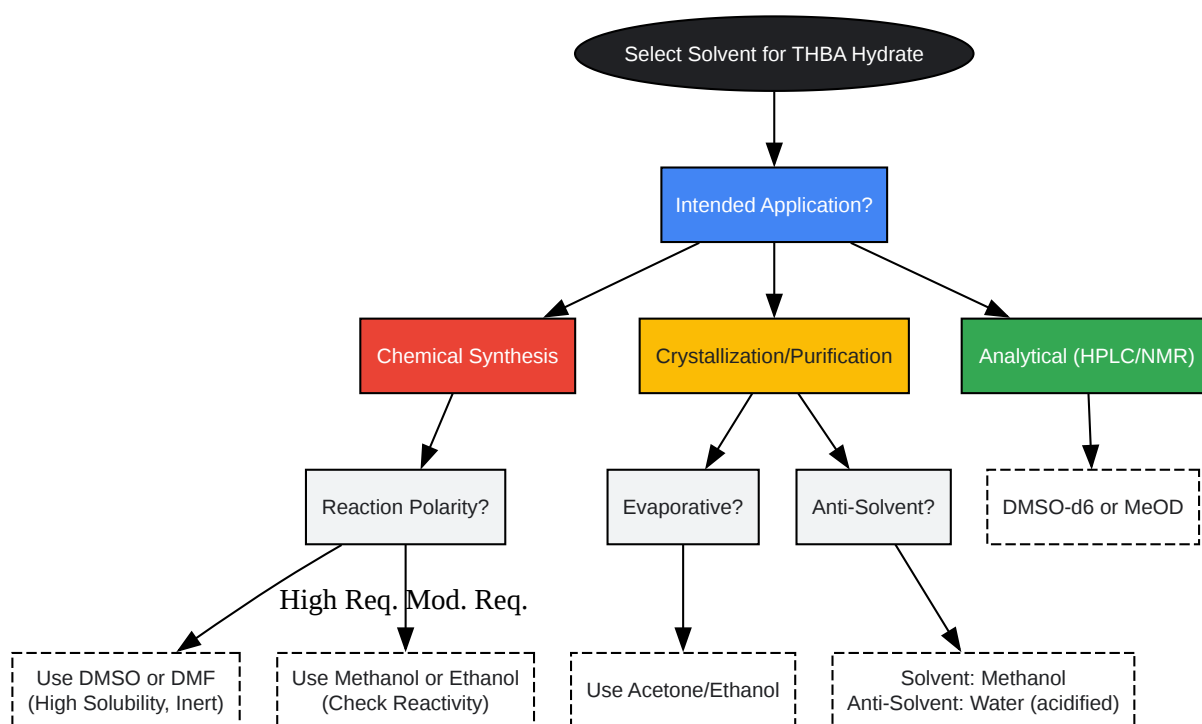 Select Solvent for THBA Hydrate
Intended Application?
Chemical Synthesis
Crystallization/Purification
Analytical (HPLC/NMR)
Reaction Polarity?
Evaporative?
Anti-Solvent?
DMSO-d6 or MeOD
High Req.
Mod. Req.
Use DMSO or DMF
(High Solubility, Inert)
Use Methanol or Ethanol
(Check Reactivity)
Use Acetone/Ethanol
Solvent: Methanol
Anti-Solvent: Water (acidified)